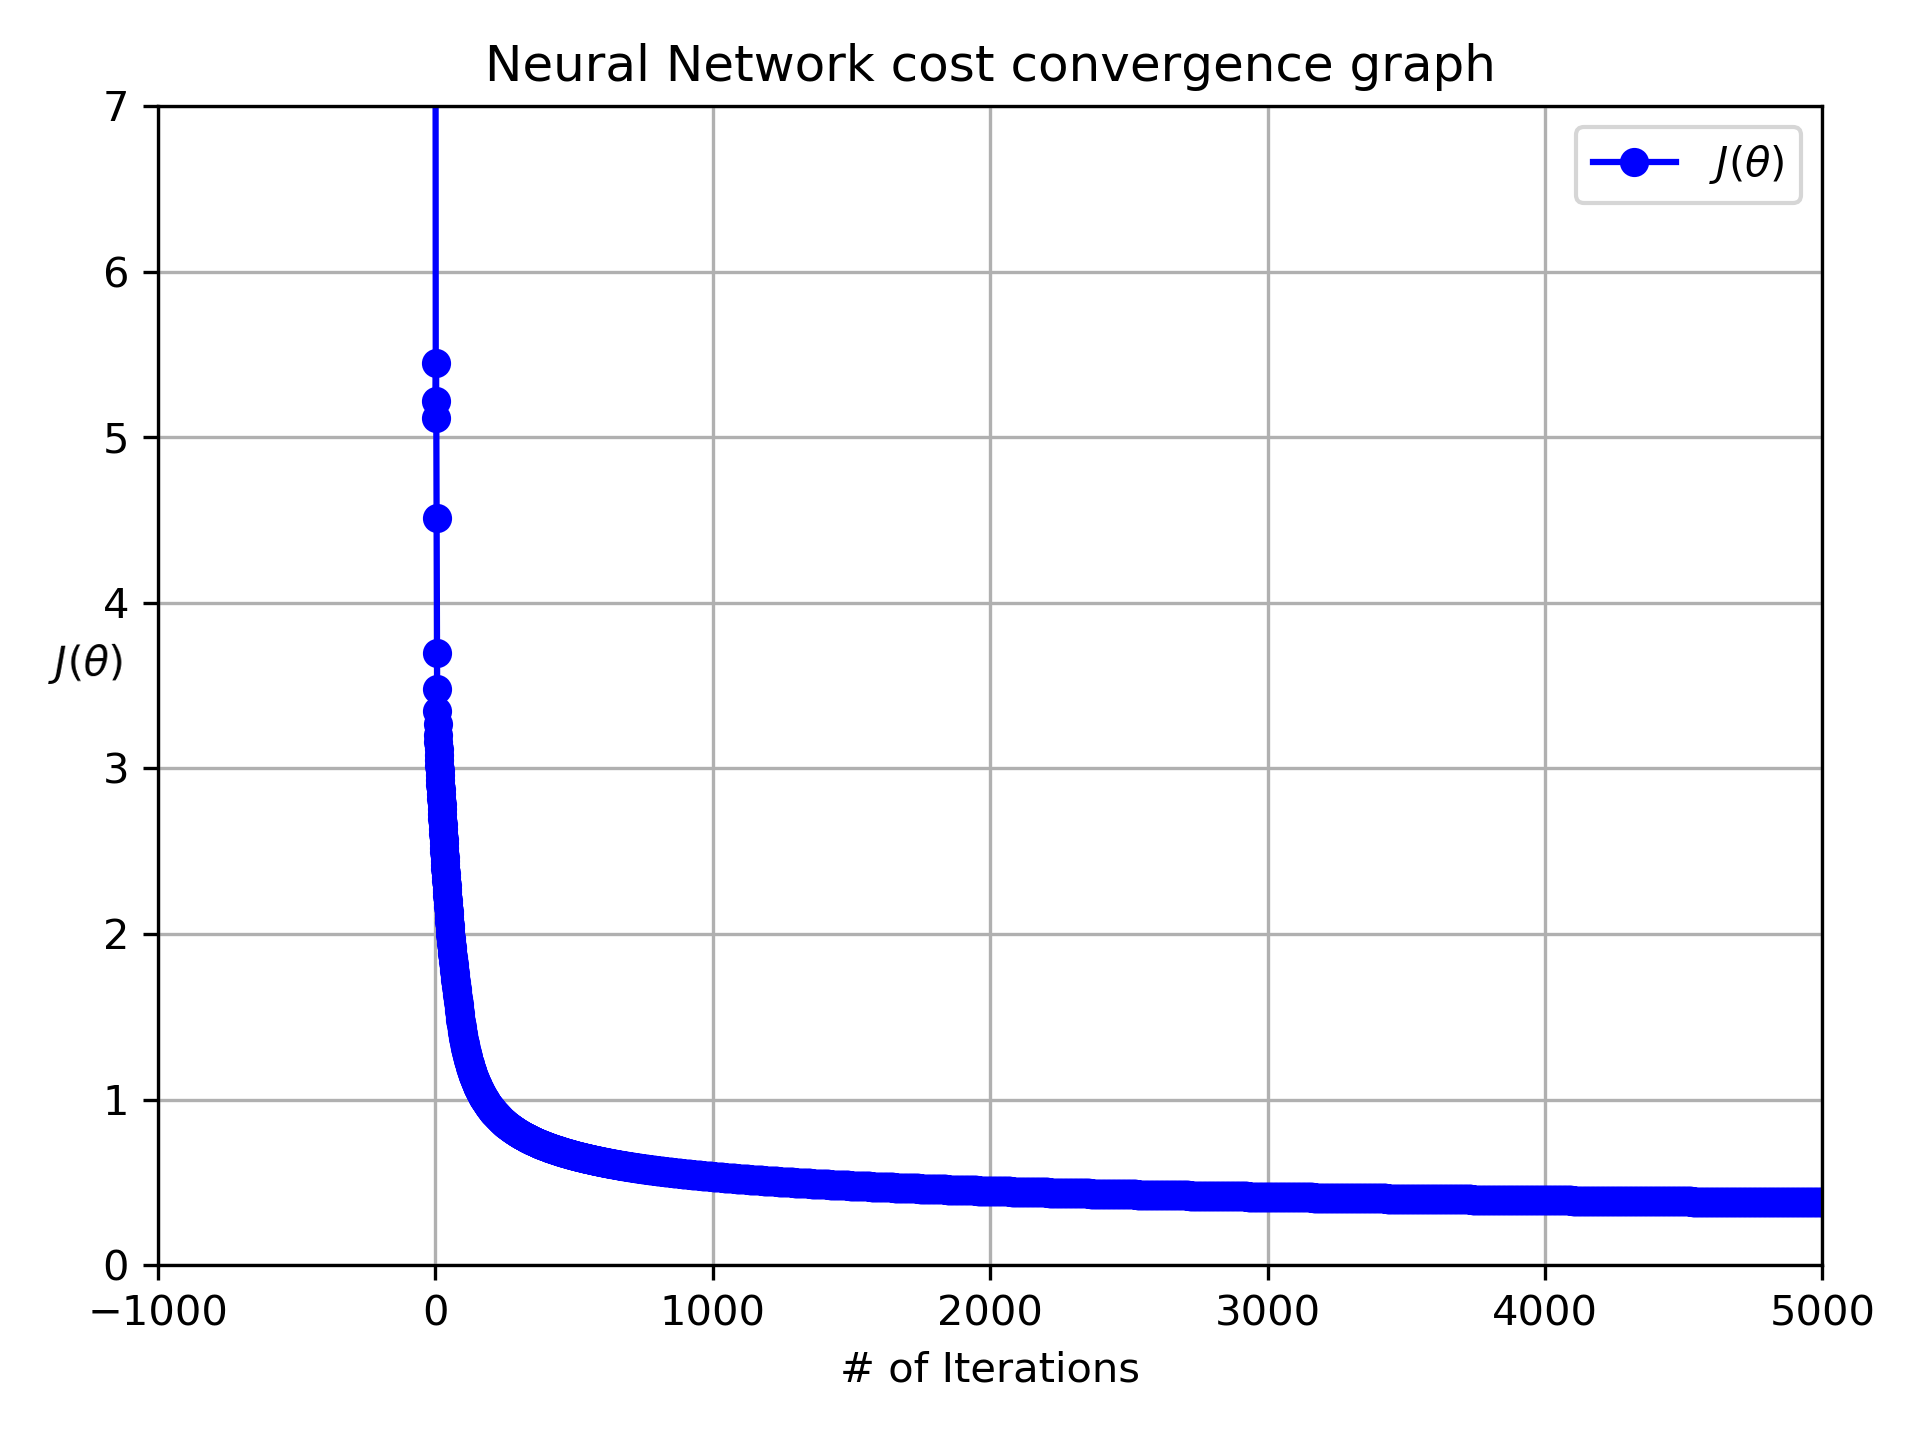 Neural Network cost convergence graph
7
6
5
4
3
2
1
0
J(θ)
J(θ)
−1000 0 1000 2000 3000 4000 5000
# of Iterations